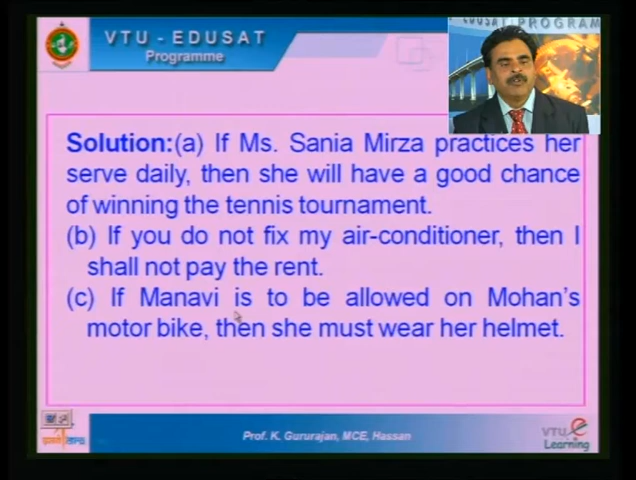 VTU - EDUSAT
Programme
EDUSAT PROGRAM
Solution:(a) If Ms. Sania Mirza practices her
serve daily, then she will have a good chance
of winning the tennis tournament.
(b) If you do not fix my air-conditioner, then I
shall not pay the rent.
(c) If Manavi is to be allowed on Mohan's
motor bike, then she must wear her helmet.
Prof. K. Gururajan, MCE, Hassan
VTU e
Learning